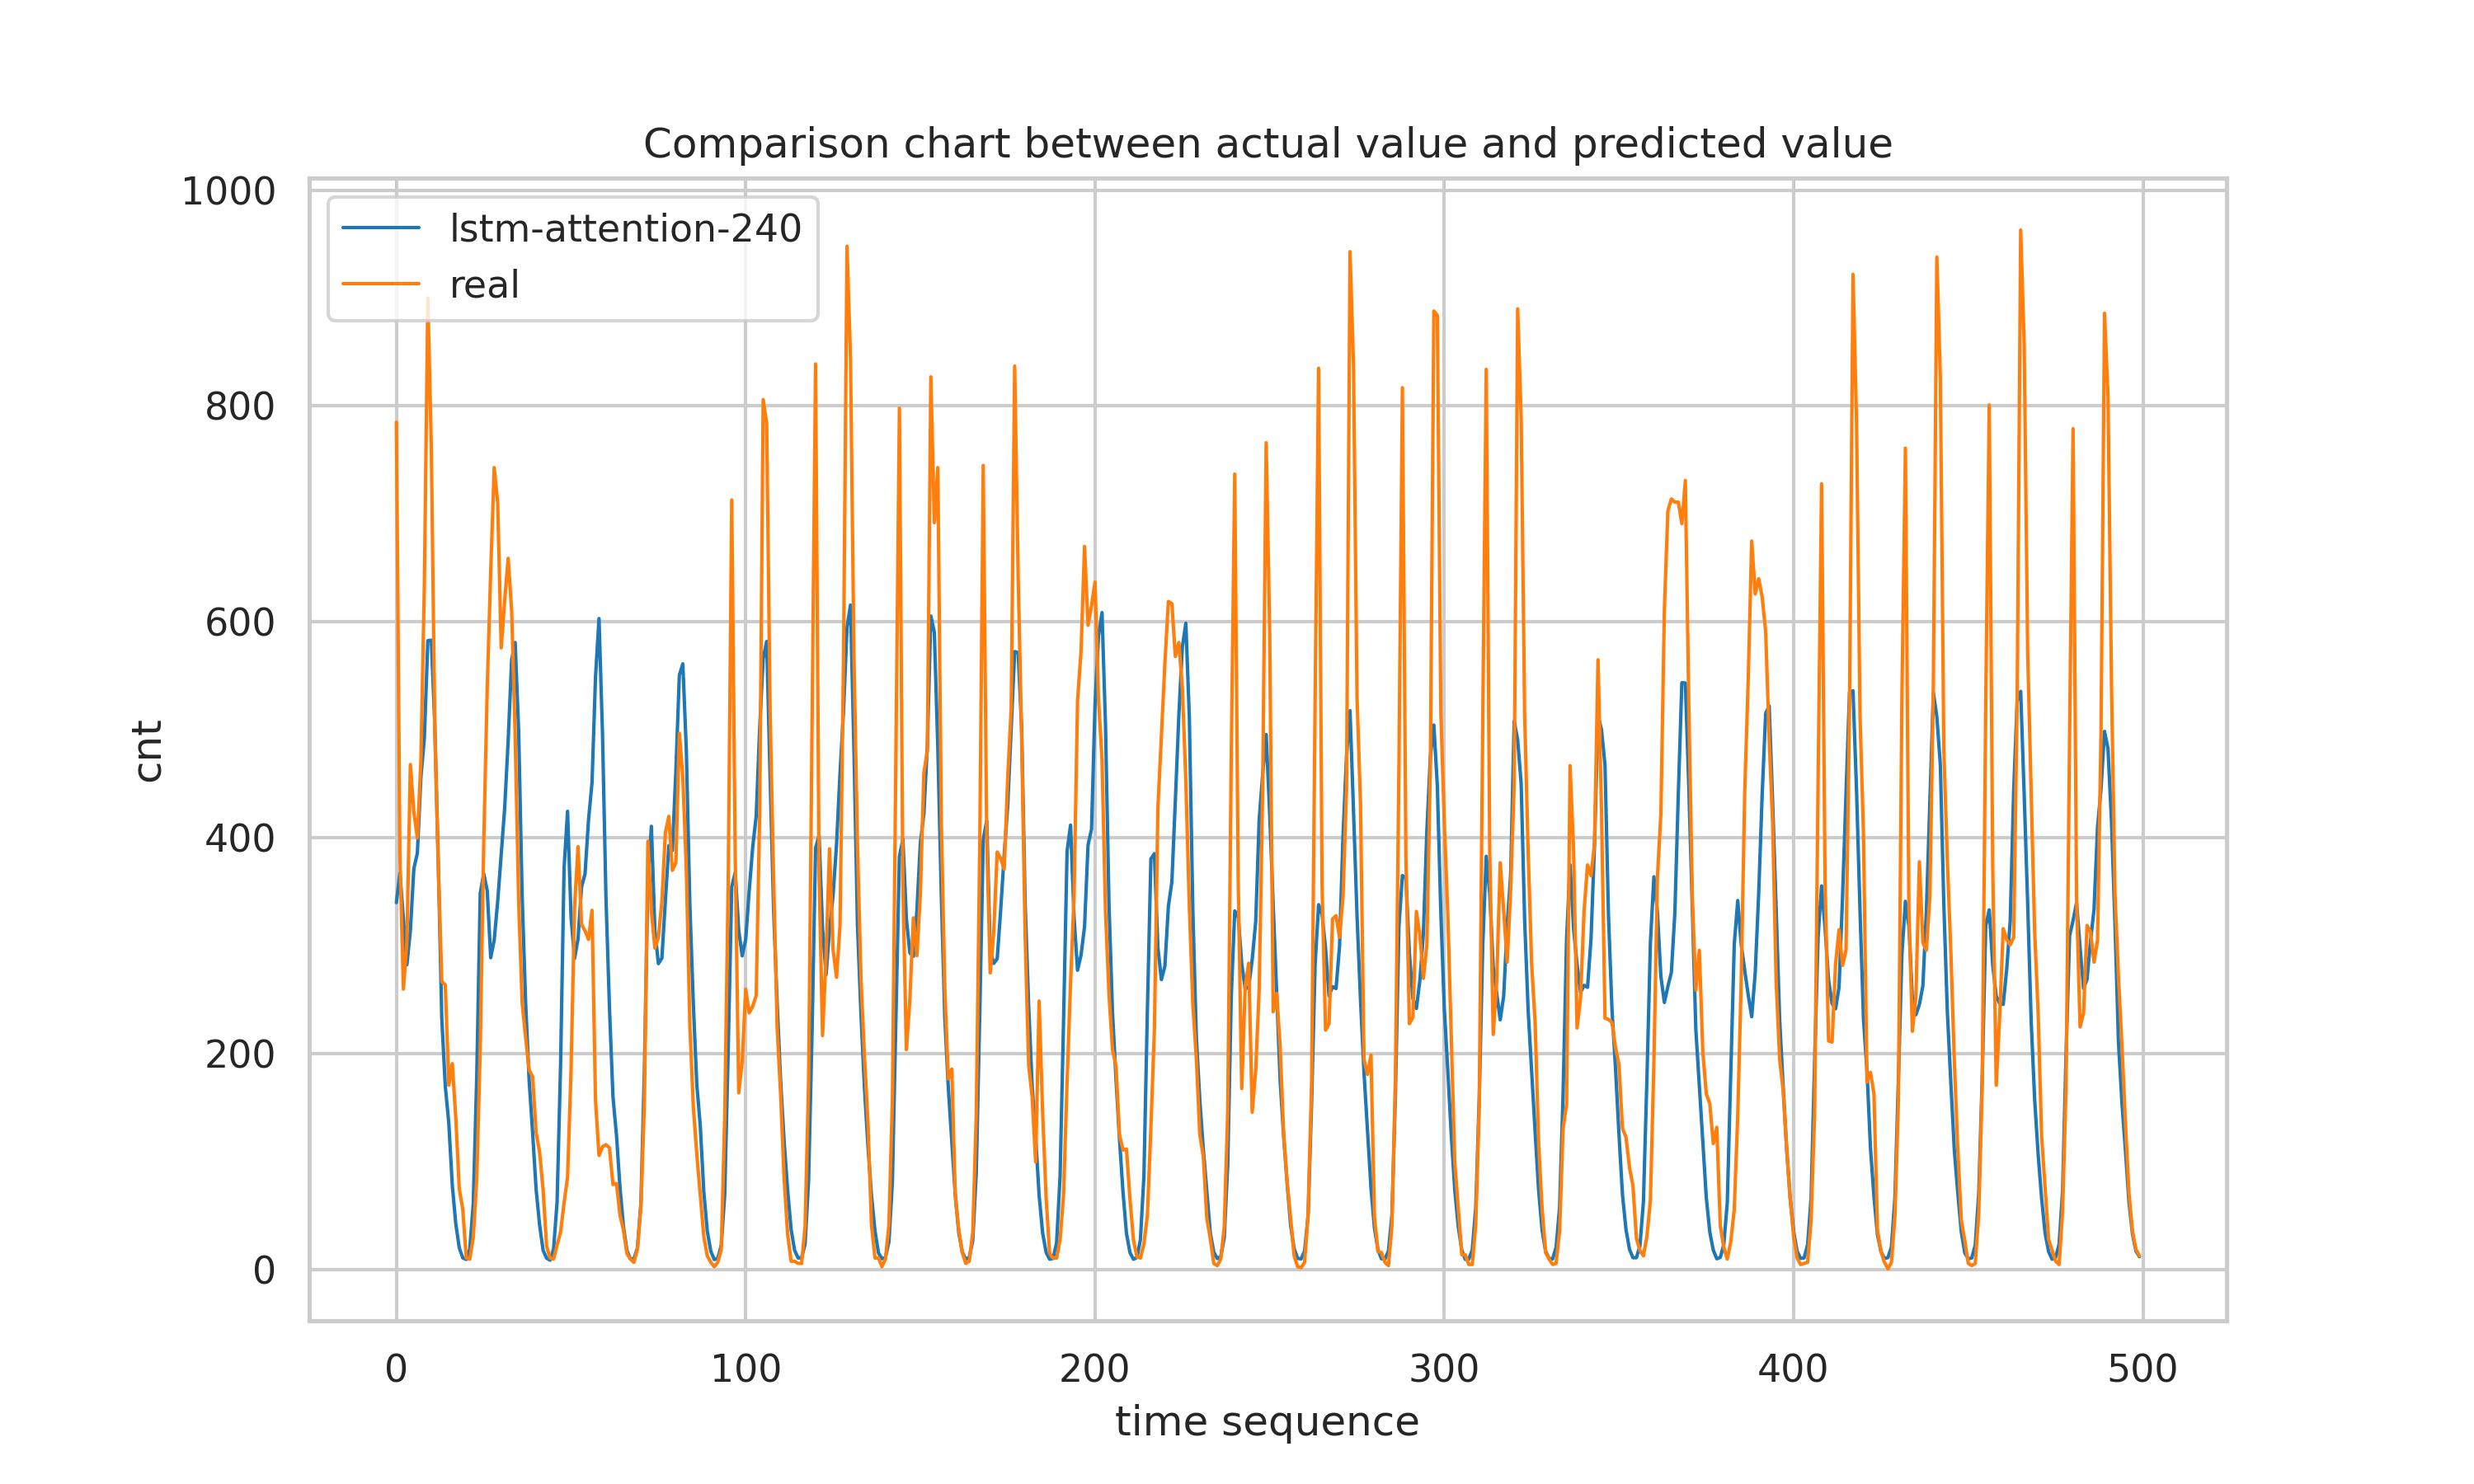 Comparison chart between actual value and predicted value
1000
800
600
400
200
0
cnt
lstm-attention-240
real
0 100 200 300 400 500
time sequence